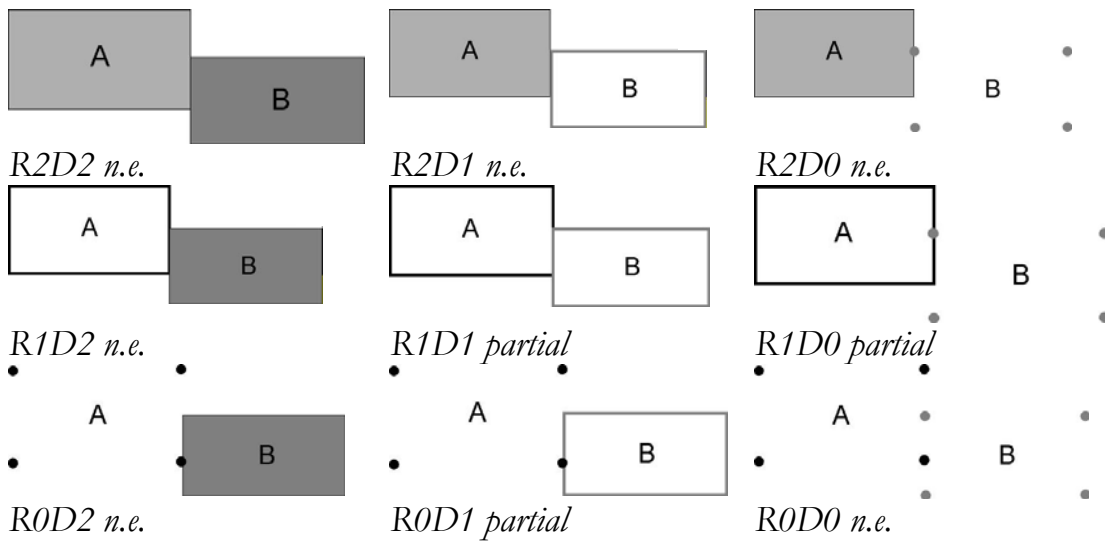 A B A B A B
R2D2 n.e. R2D1 n.e. R2D0 n.e.
A B A B A B
R1D2 n.e. R1D1 partial R1D0 partial
A B A B A B
R0D2 n.e. R0D1 partial R0D0 n.e.